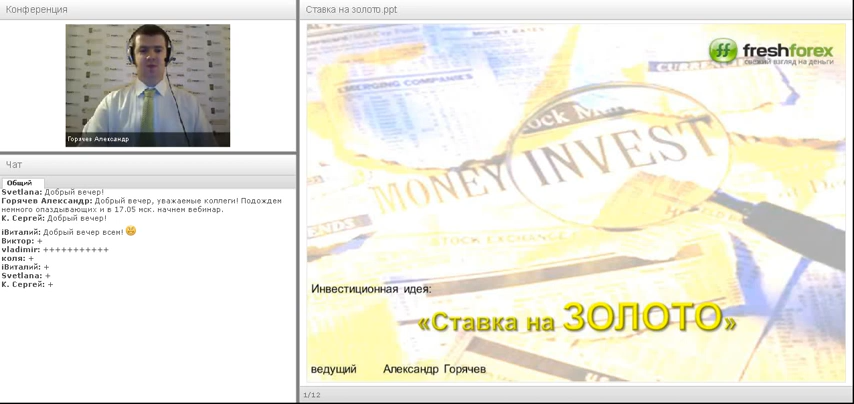 Конференция
Горячев Александр
Чат
Общий
Svetlana: Добрый вечер!
Горячев Александр: Добрый вечер, уважаемые коллеги! Подождем
немного опаздывающих и в 17.05 мск. начнем вебинар.
К. Сергей: Добрый вечер!
iВиталий: Добрый вечер всем!
Виктор: +
vladimir: +++++++++++
коля: +
iВиталий: +
Svetlana: +
К. Сергей: +
Ставка на золото.ppt
freshforex
свежий взгляд на деньги
EMERGING COMPANIES
MONEY INVEST
STOCK EXCHANGE
Инвестиционная идея:
«Ставка на ЗОЛОТО»
ведущий Александр Горячев
1/12